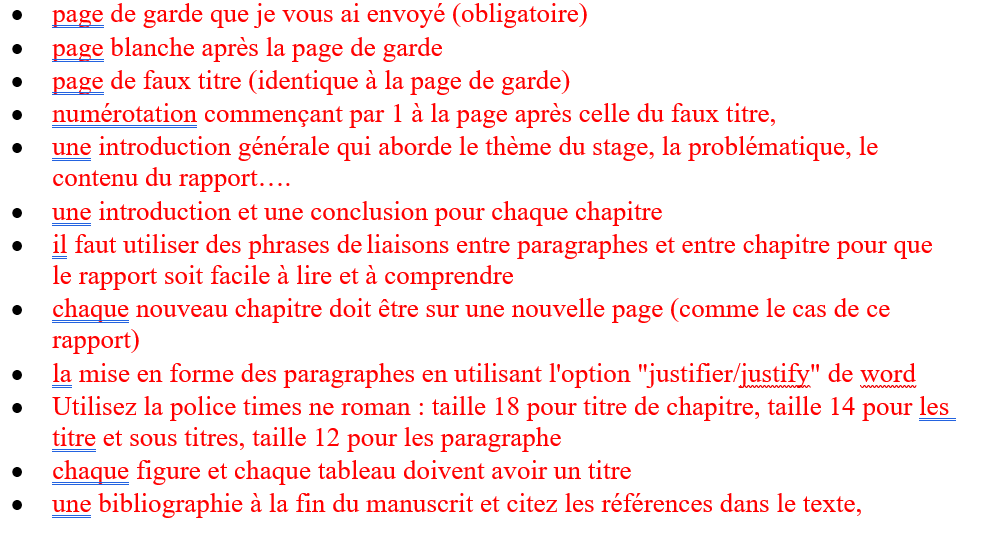 • page de garde que je vous ai envoyé (obligatoire)
• page blanche après la page de garde
• page de faux titre (identique à la page de garde)
• numérotation commençant par 1 à la page après celle du faux titre,
• une introduction générale qui aborde le thème du stage, la problématique, le
contenu du rapport….
• une introduction et une conclusion pour chaque chapitre
• il faut utiliser des phrases de liaisons entre paragraphes et entre chapitre pour que
le rapport soit facile à lire et à comprendre
• chaque nouveau chapitre doit être sur une nouvelle page (comme le cas de ce
rapport)
• la mise en forme des paragraphes en utilisant l'option "justifier/justify" de word
• Utilisez la police times ne roman : taille 18 pour titre de chapitre, taille 14 pour les
titre et sous titres, taille 12 pour les paragraphe
• chaque figure et chaque tableau doivent avoir un titre
• une bibliographie à la fin du manuscrit et citez les références dans le texte,